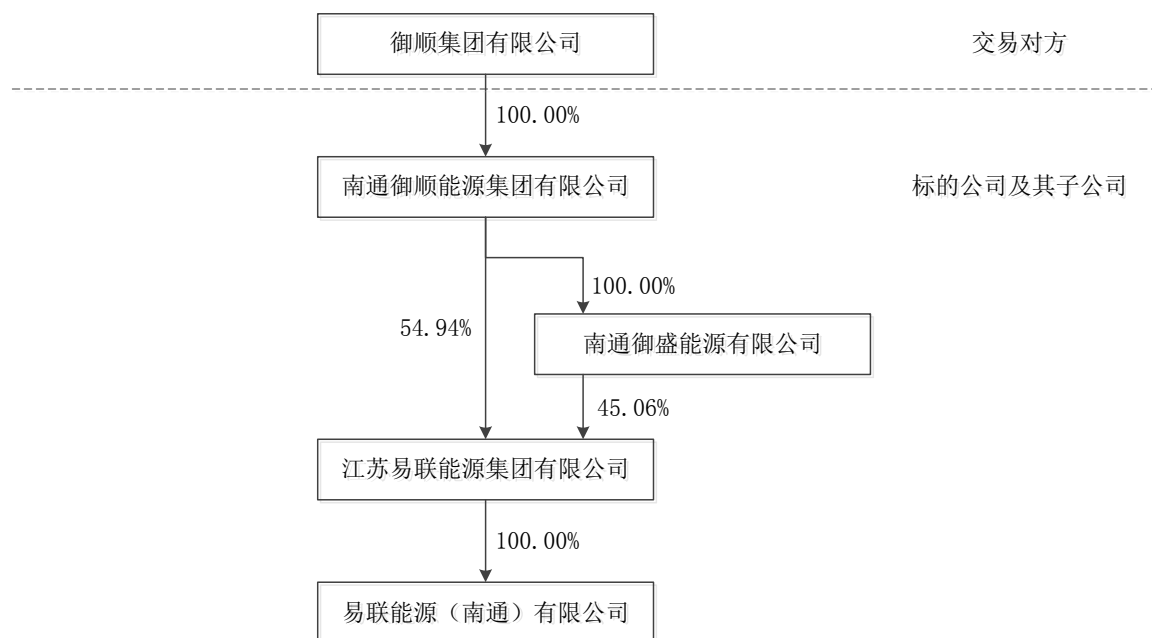 御顺集团有限公司
交易对方
100.00%
南通御顺能源集团有限公司
标的公司及其子公司
100.00%
54.94%
南通御盛能源有限公司
45.06%
江苏易联能源集团有限公司
100.00%
易联能源（南通）有限公司